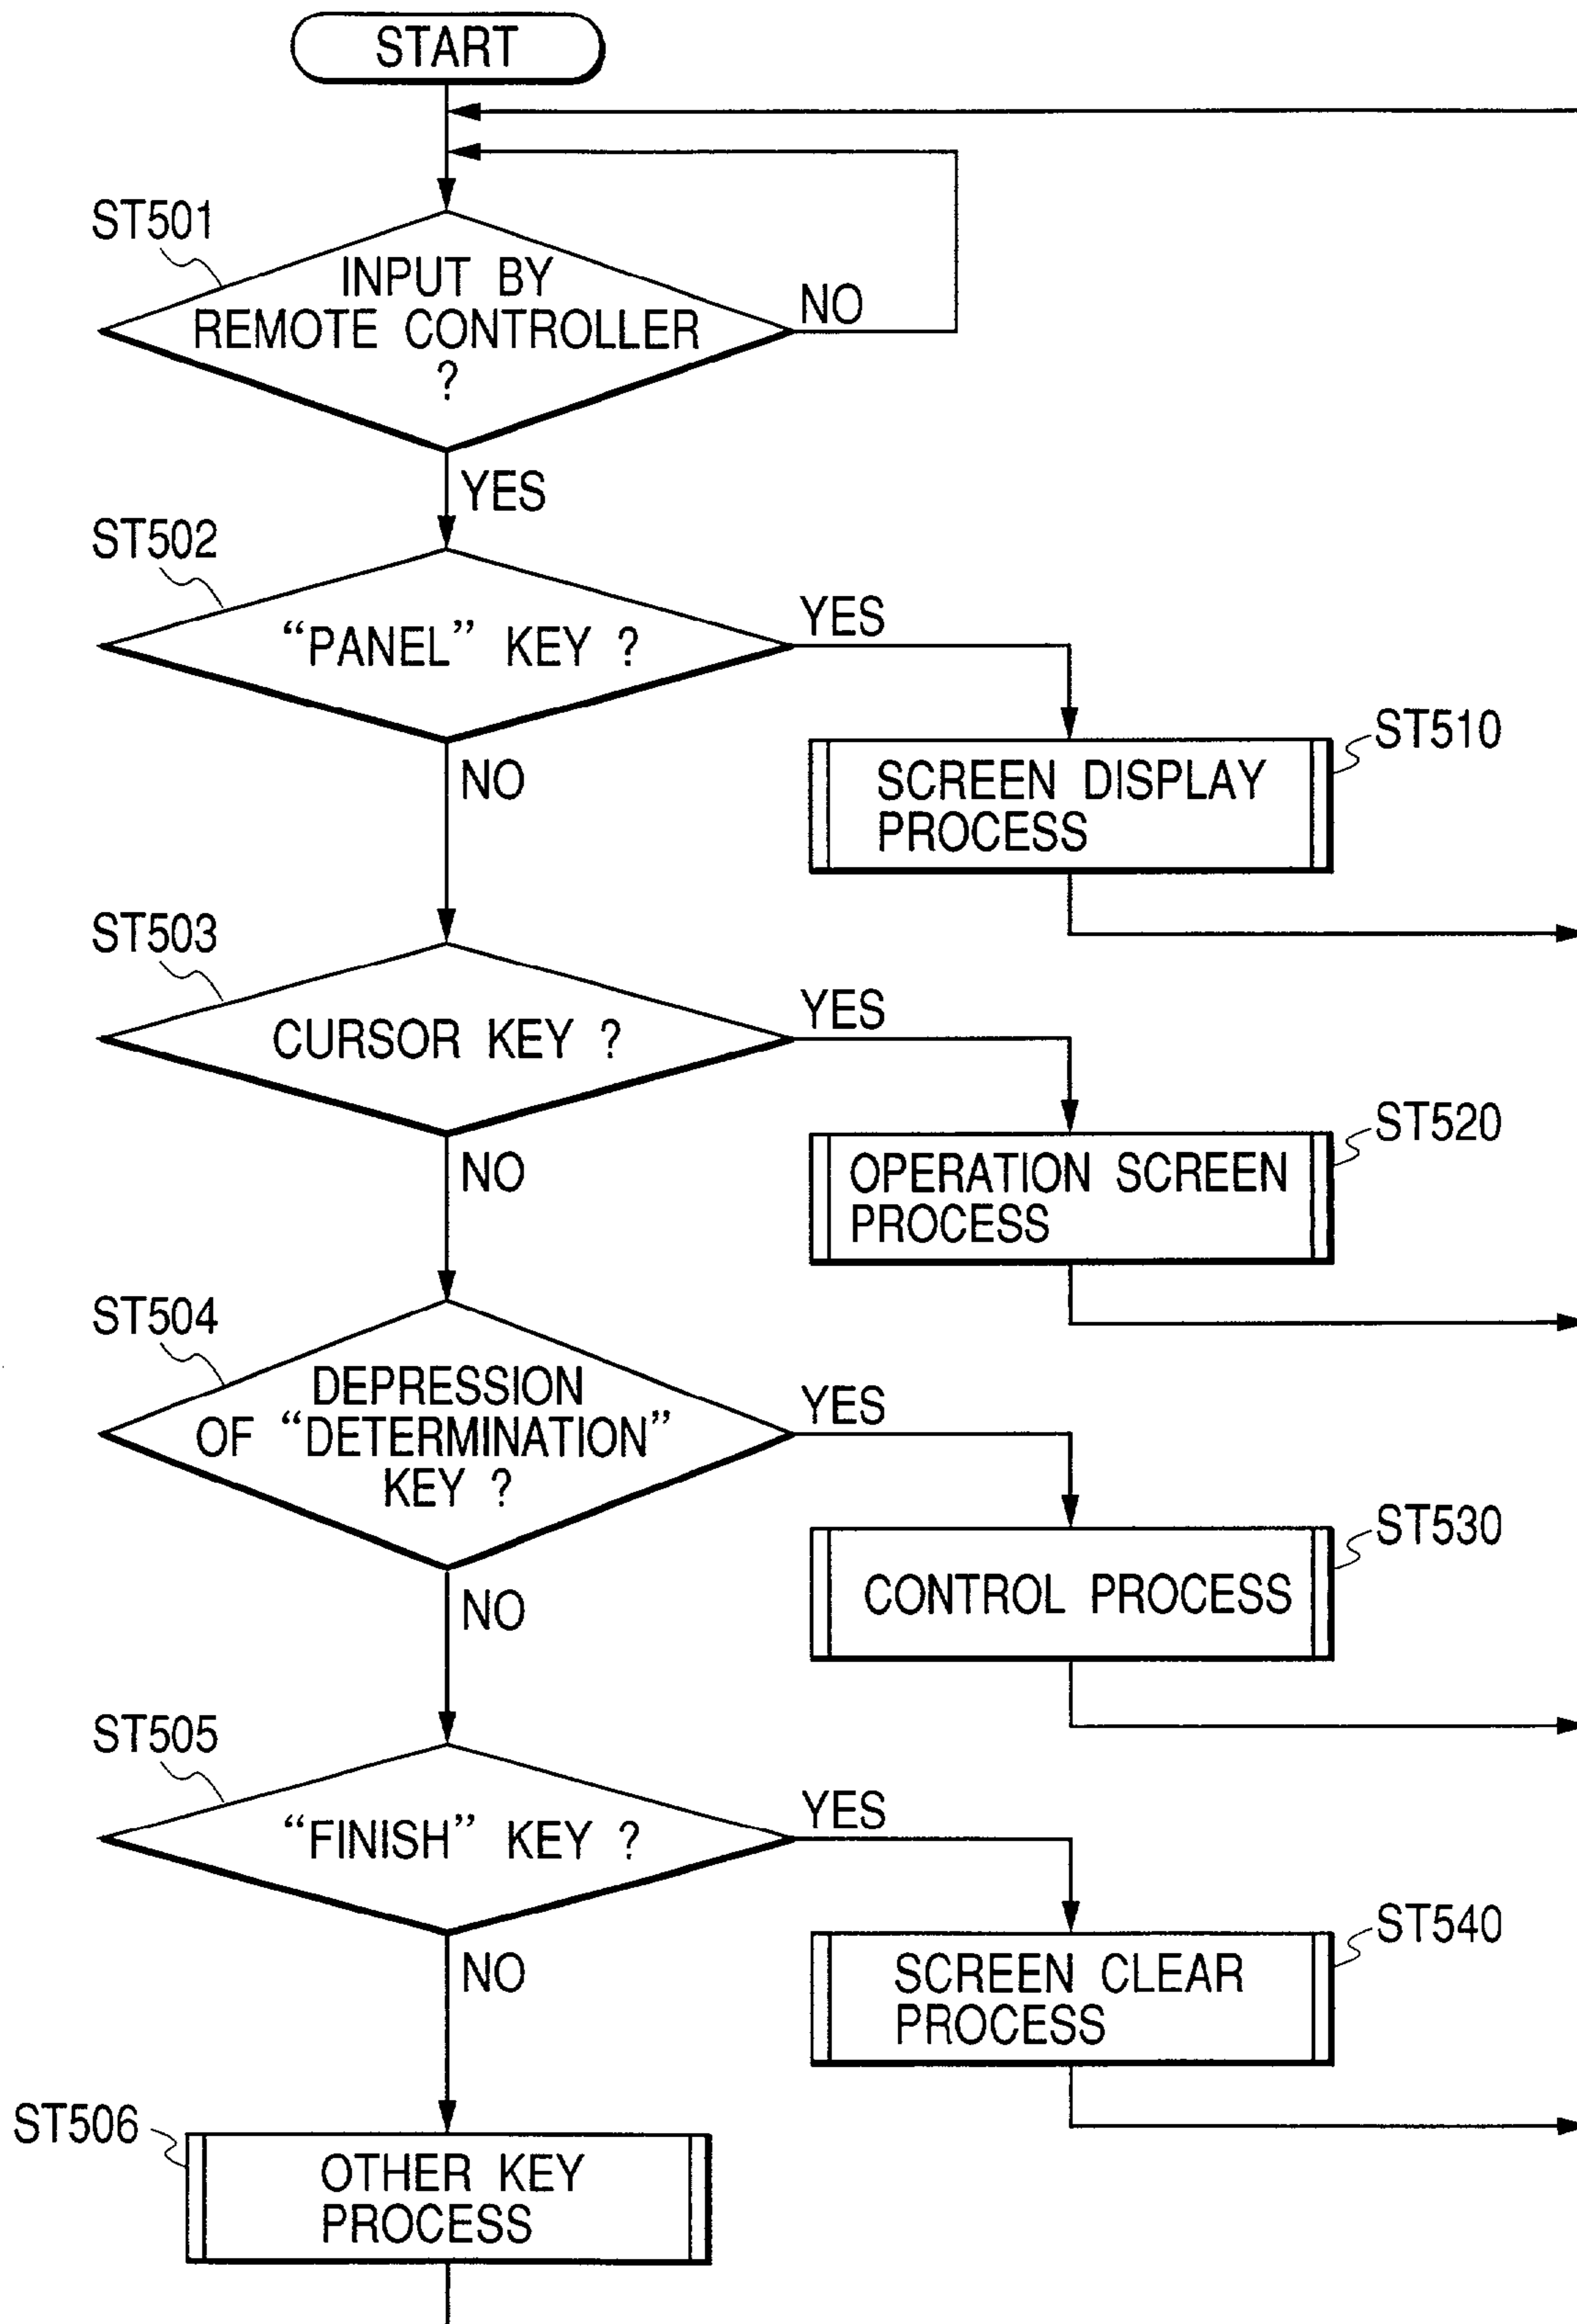 START
ST501
INPUT BY
REMOTE CONTROLLER
?
NO
YES
ST502
“PANEL” KEY ?
YES
NO
ST510
SCREEN DISPLAY
PROCESS
ST503
CURSOR KEY ?
YES
NO
ST520
OPERATION SCREEN
PROCESS
ST504
DEPRESSION
OF “DETERMINATION”
KEY ?
YES
NO
ST530
CONTROL PROCESS
ST505
“FINISH” KEY ?
YES
NO
ST540
SCREEN CLEAR
PROCESS
ST506
OTHER KEY
PROCESS